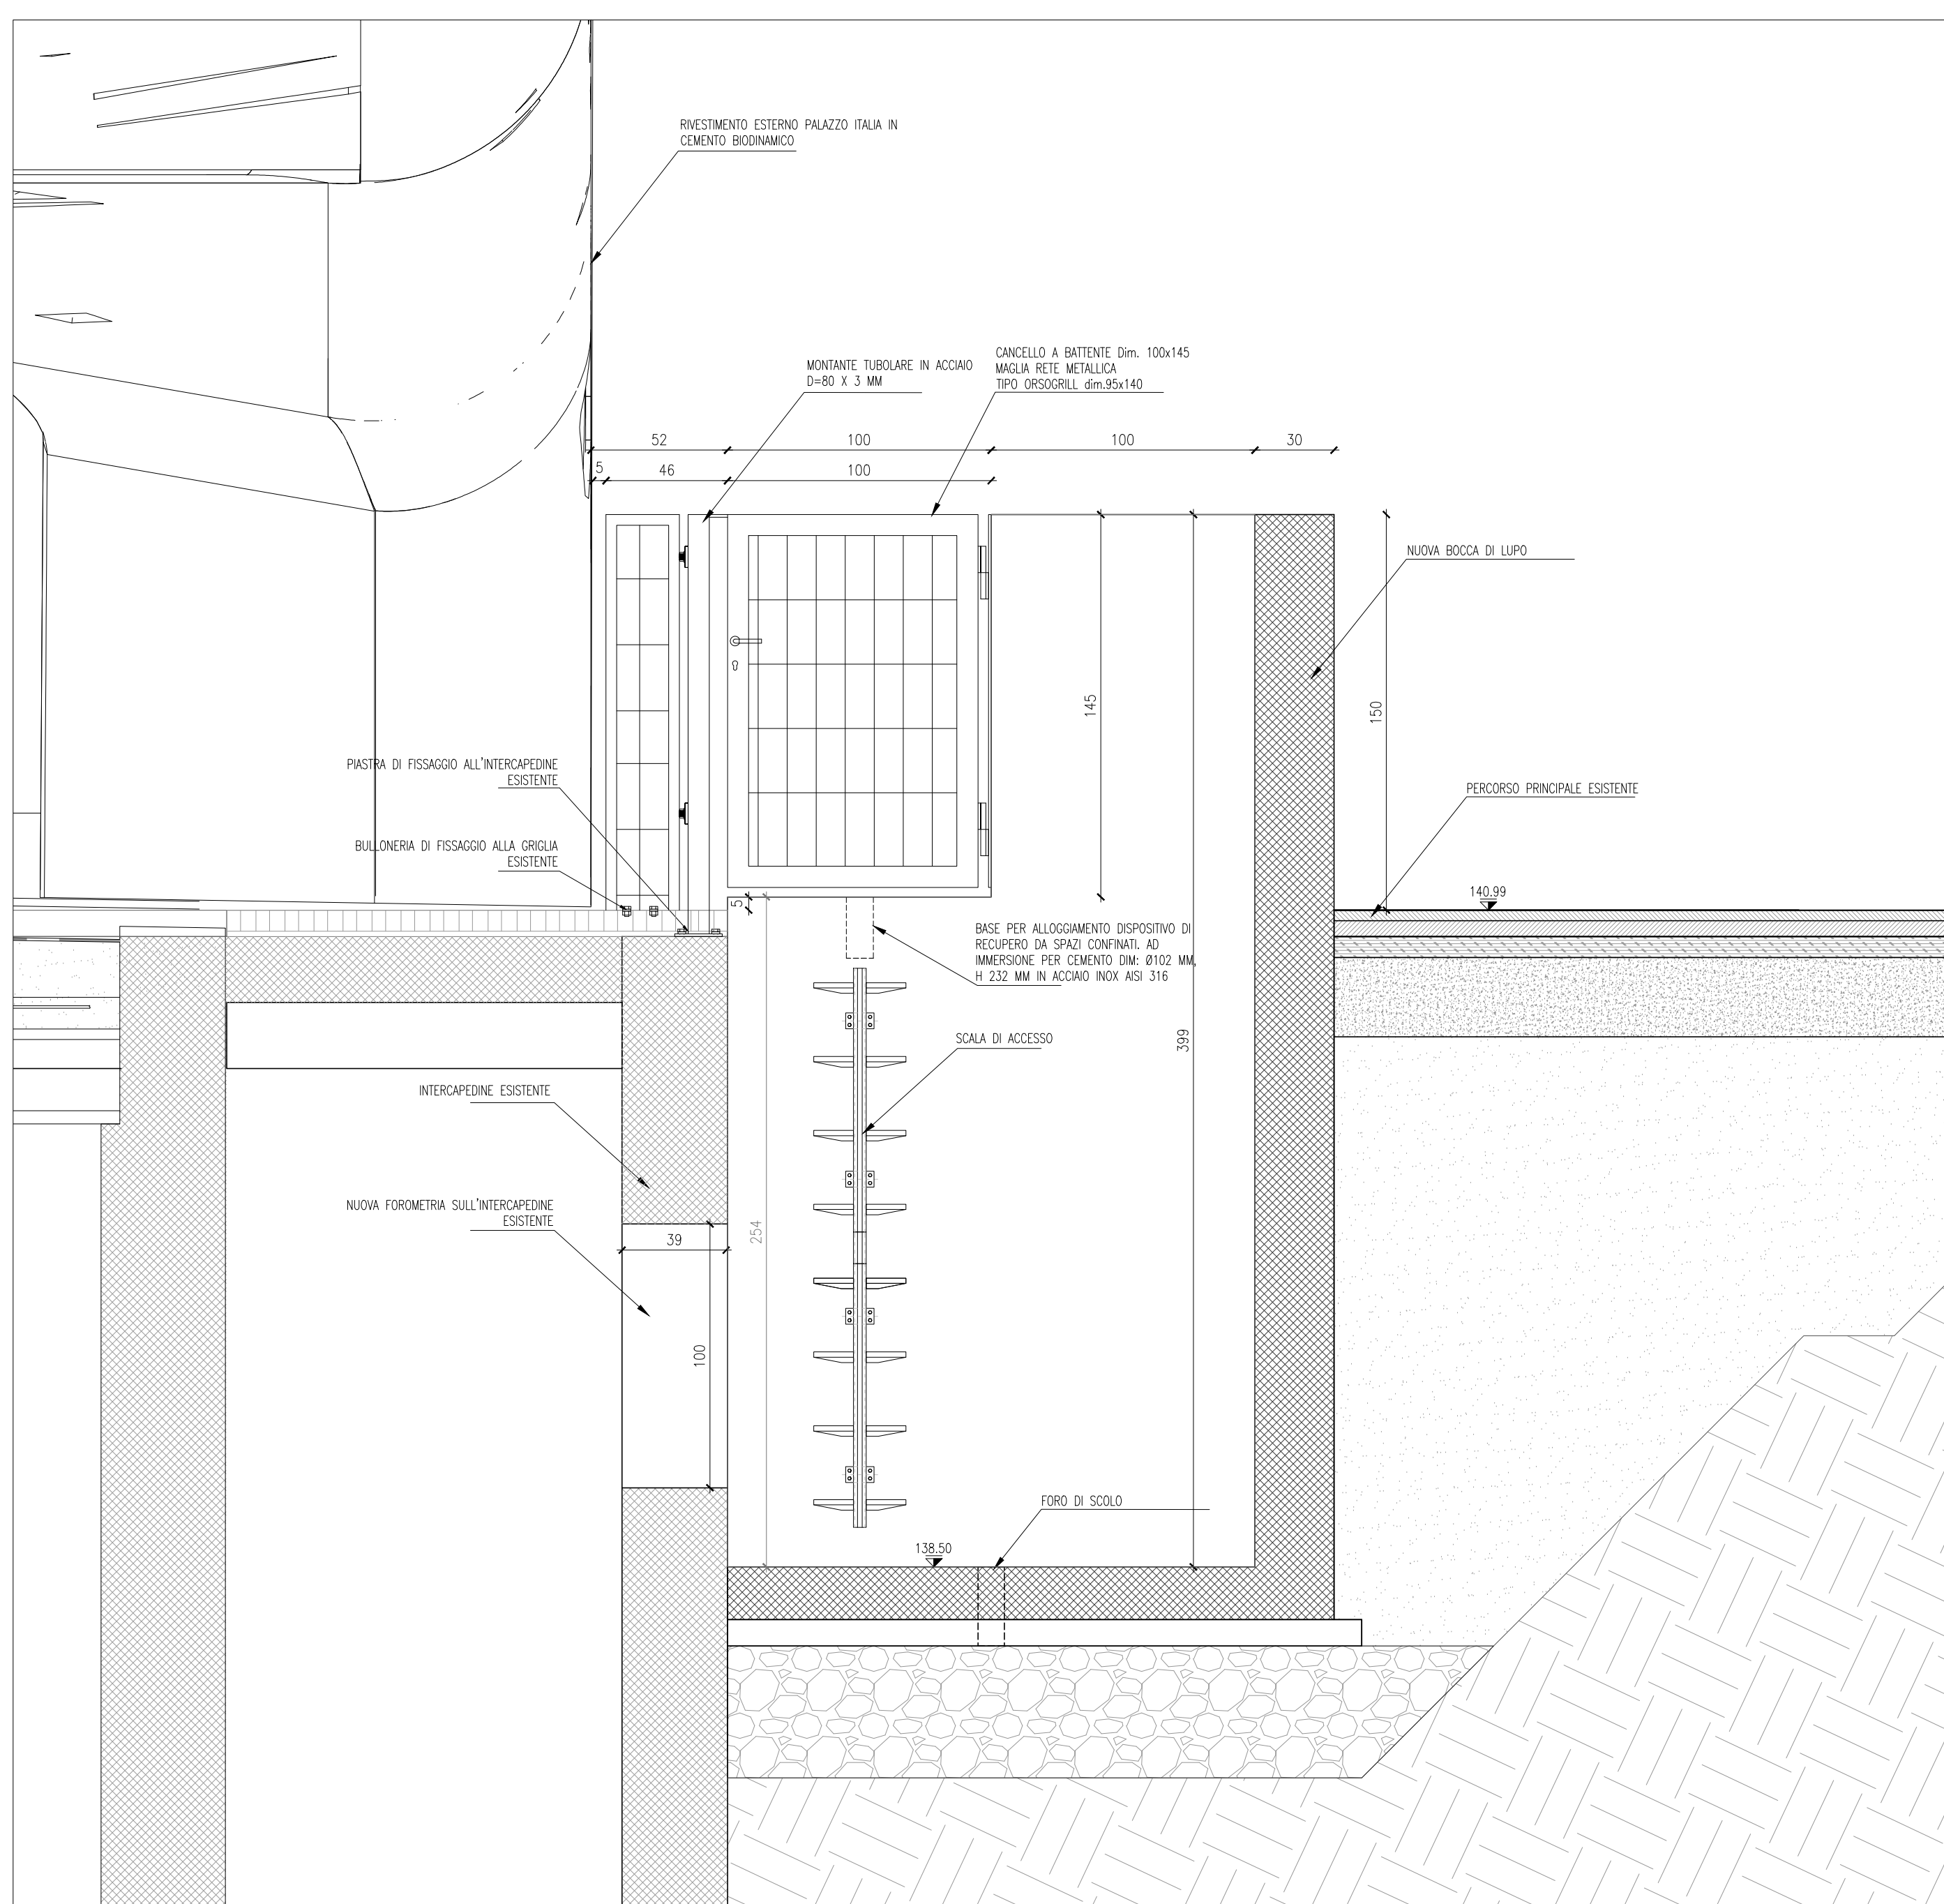 RIVESTIMENTO ESTERNO PALAZZO ITALIA IN
CEMENTO BIODINAMICO
MONTANTE TUBOLARE IN ACCIAIO
D=80 X 3 MM
CANCELLO A BATTENTE Dim. 100x145
MAGLIA RETE METALLICA
TIPO ORSOGRILL dim.95x140
52
100
100
30
5
46
100
NUOVA BOCCA DI LUPO
145
150
PIASTRA DI FISSAGGIO ALL'INTERCAPEDINE
ESISTENTE
PERCORSO PRINCIPALE ESISTENTE
BULLONERIA DI FISSAGGIO ALLA GRIGLIA
ESISTENTE
140.99
5
BASE PER ALLOGGIAMENTO DISPOSITIVO DI
RECUPERO DA SPAZI CONFINATI. AD
IMMERSIONE PER CEMENTO DIM: Ø102 MM,
H 232 MM IN ACCIAIO INOX AISI 316
SCALA DI ACCESSO
399
INTERCAPEDINE ESISTENTE
NUOVA FOROMETRIA SULL'INTERCAPEDINE
ESISTENTE
39
254
100
FORO DI SCOLO
138.50